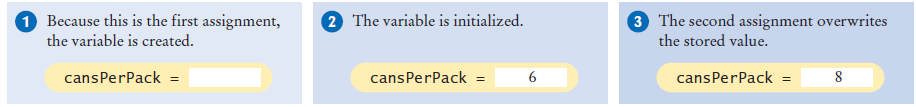 1 Because this is the first assignment,
the variable is created.
cansPerPack =
2 The variable is initialized.
cansPerPack = 6
3 The second assignment overwrites
the stored value.
cansPerPack = 8